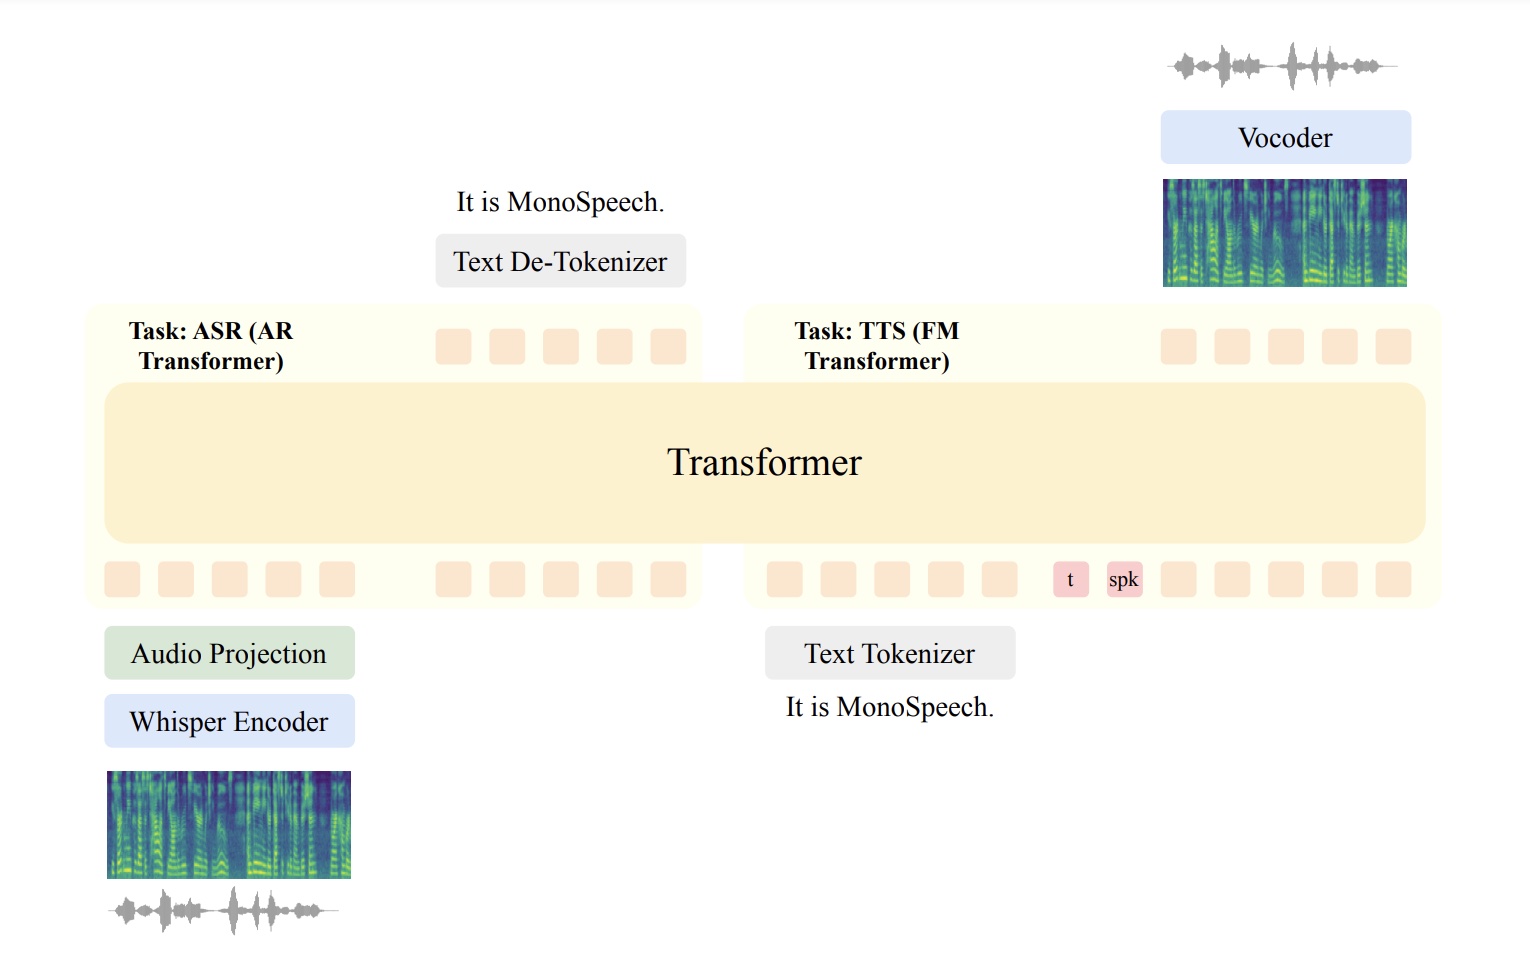 Vocoder
It is MonoSpeech.
Text De-Tokenizer
Task: ASR (AR
Transformer)
Task: TTS (FM
Transformer)
Transformer
t
spk
Audio Projection
Text Tokenizer
Whisper Encoder
It is MonoSpeech.